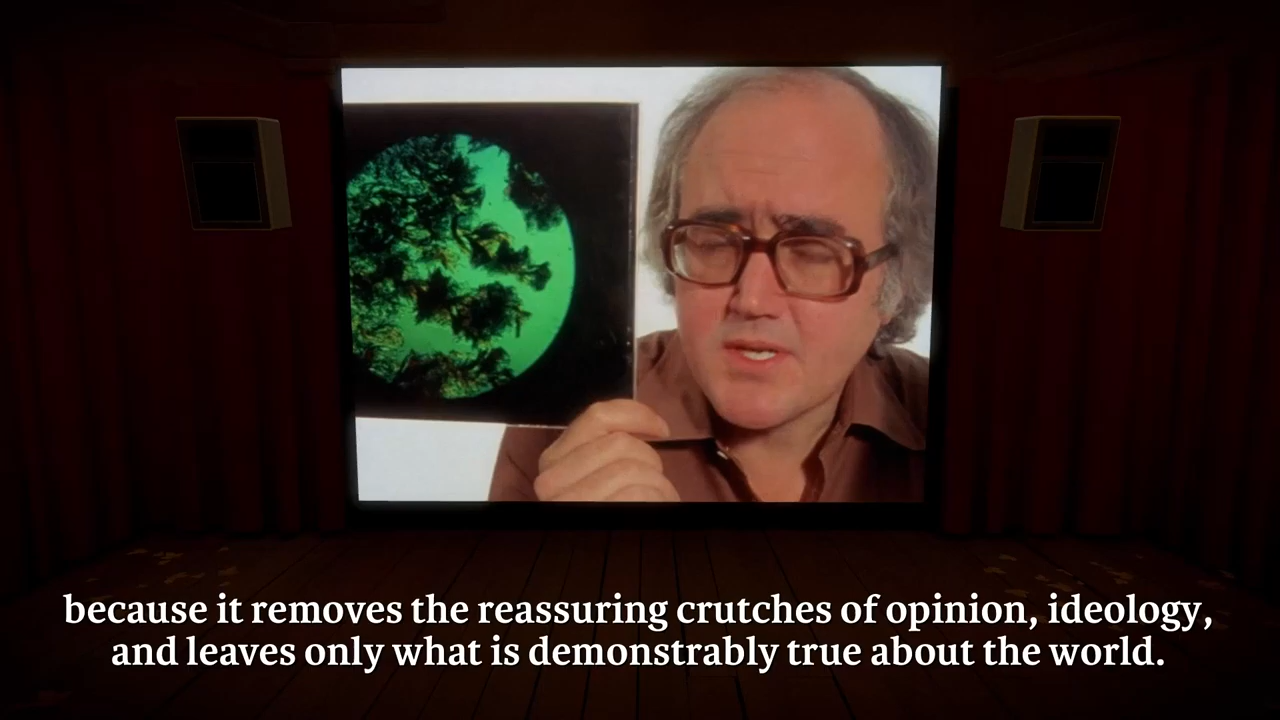 because it removes the reassuring crutches of opinion, ideology,
and leaves only what is demonstrably true about the world.